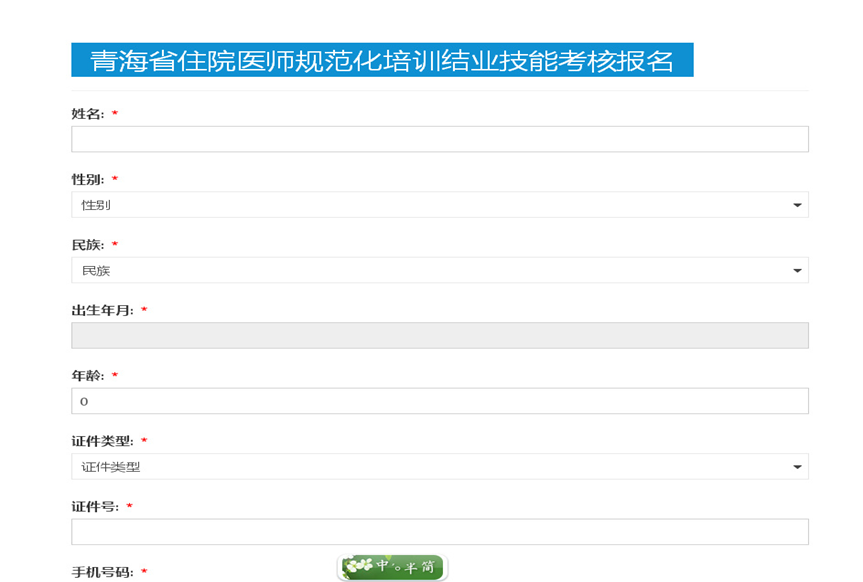 青海省住院医师规范化培训结业技能考核报名
姓名: *
性别: *
性别
民族: *
民族
出生年月: *
年龄: *
0
证件类型: *
证件类型
证件号: *
手机号码: *
中 半 简